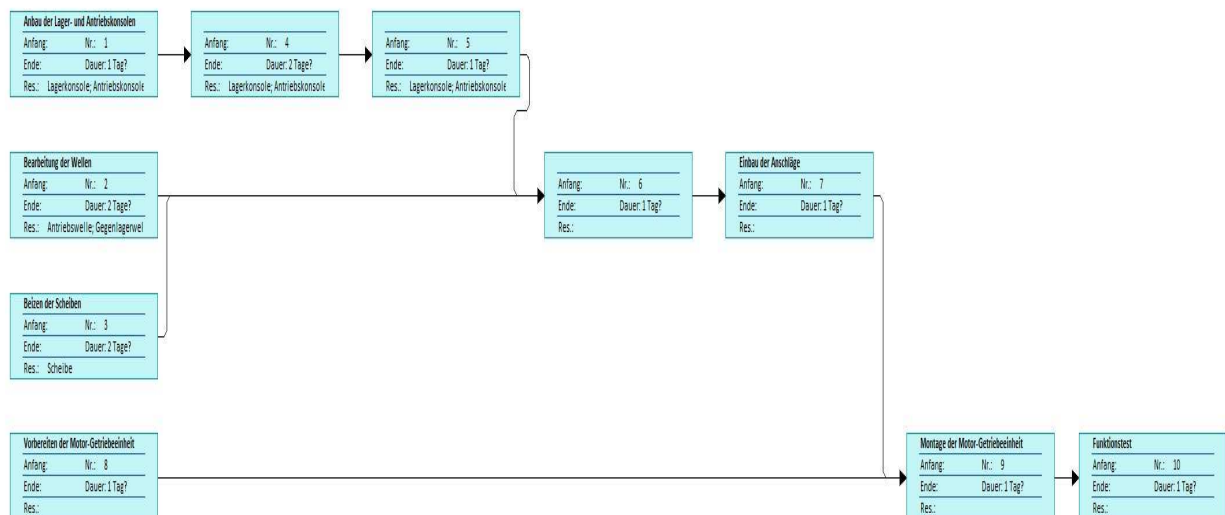 Anbau der Lager- und Antriebskonsolen
Anfang: Nr.: 1
Ende: Dauer: 1 Tag?
Res.: Lagerkonsole; Antriebskonsole
Anfang: Nr.: 4
Ende: Dauer: 2 Tage?
Res.: Lagerkonsole; Antriebskonsole
Anfang: Nr.: 5
Ende: Dauer: 1 Tag?
Res.: Lagerkonsole; Antriebskonsole
Bearbeitung der Wellen
Anfang: Nr.: 2
Ende: Dauer: 2 Tage?
Res.: Antriebswelle; Gegenlagerwel
Anfang: Nr.: 6
Ende: Dauer: 1 Tag?
Res.:
Einbau der Anschläge
Anfang: Nr.: 7
Ende: Dauer: 1 Tag?
Res.:
Beizen der Scheiben
Anfang: Nr.: 3
Ende: Dauer: 2 Tage?
Res.: Scheibe
Vorbereiten der Motor-Getriebeeinheit
Anfang: Nr.: 8
Ende: Dauer: 1 Tag?
Res.:
Montage der Motor-Getriebeeinheit
Anfang: Nr.: 9
Ende: Dauer: 1 Tag?
Res.:
Funktionstest
Anfang: Nr.: 10
Ende: Dauer: 1 Tag?
Res.: